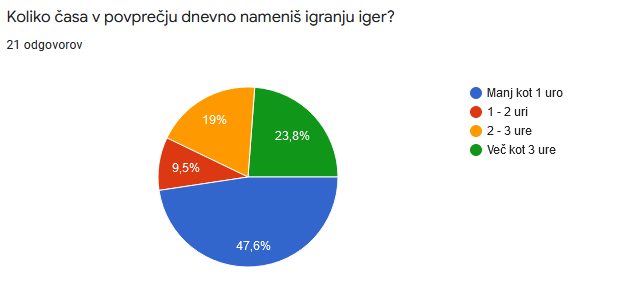 Koliko časa v povprečju dnevno nameniš igranju iger?
21 odgovorov
Manj kot 1 uro
1 - 2 uri
2 - 3 ure
Več kot 3 ure
19%
23,8%
9,5%
47,6%